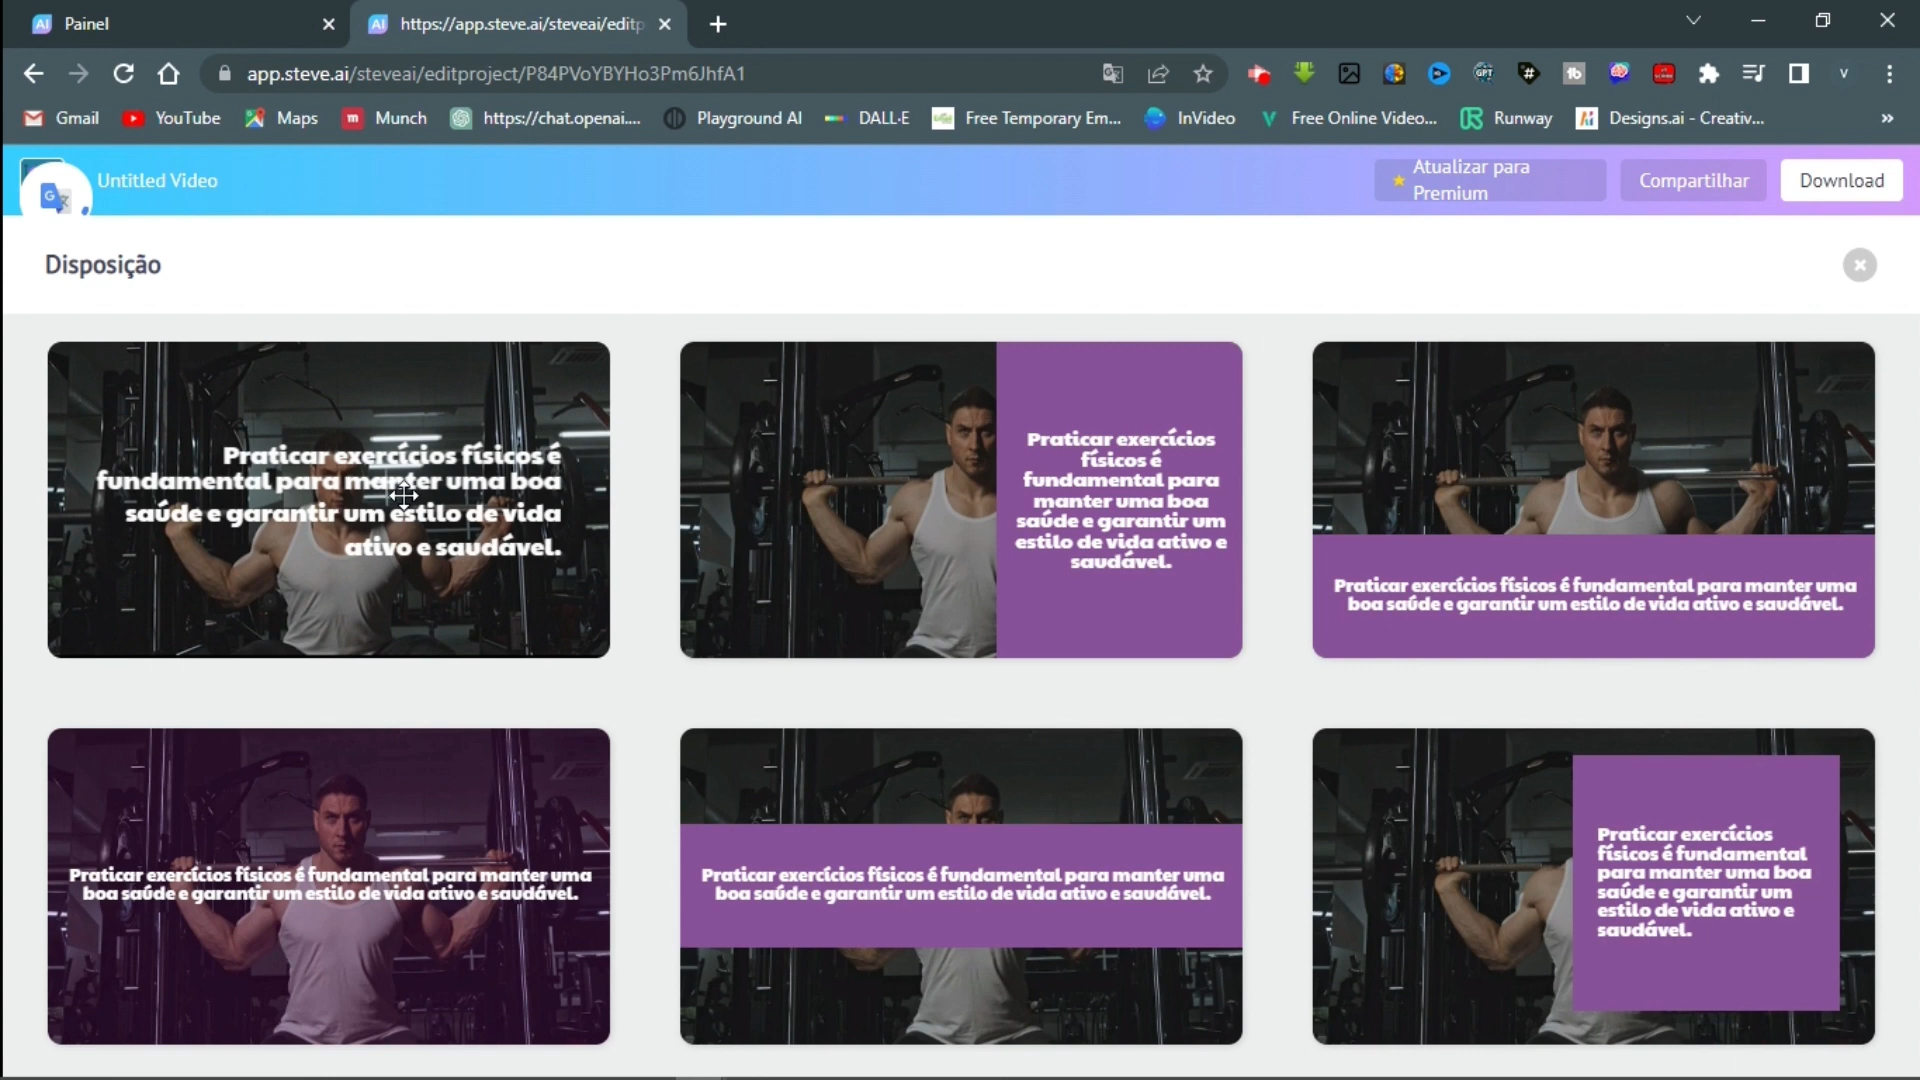 Painel
https://app.steve.ai/steveai/editp
app.steve.ai/steveai/editproject/P84PVoYBYHo3Pm6JhfA1
Gmail
YouTube
Maps
Munch
https://chat.openai....
Playground AI
DALL·E
Free Temporary Em...
InVideo
Free Online Video...
Runway
Designs.ai - Creativ...
»
Untitled Video
Atualizar para
Premium
Compartilhar
Download
Disposição
Praticar exercícios físicos é
fundamental para manter uma boa
saúde e garantir um estilo de vida
ativo e saudável.
Praticar exercícios
físicos é
fundamental para
manter uma boa
saúde e garantir um
estilo de vida ativo e
saudável.
Praticar exercícios físicos é fundamental para manter uma
boa saúde e garantir um estilo de vida ativo e saudável.
Praticar exercícios físicos é fundamental para manter uma
boa saúde e garantir um estilo de vida ativo e saudável.
Praticar exercícios físicos é fundamental para manter uma
boa saúde e garantir um estilo de vida ativo e saudável.
Praticar exercícios
físicos é fundamental
para manter uma boa
saúde e garantir um
estilo de vida ativo e
saudável.